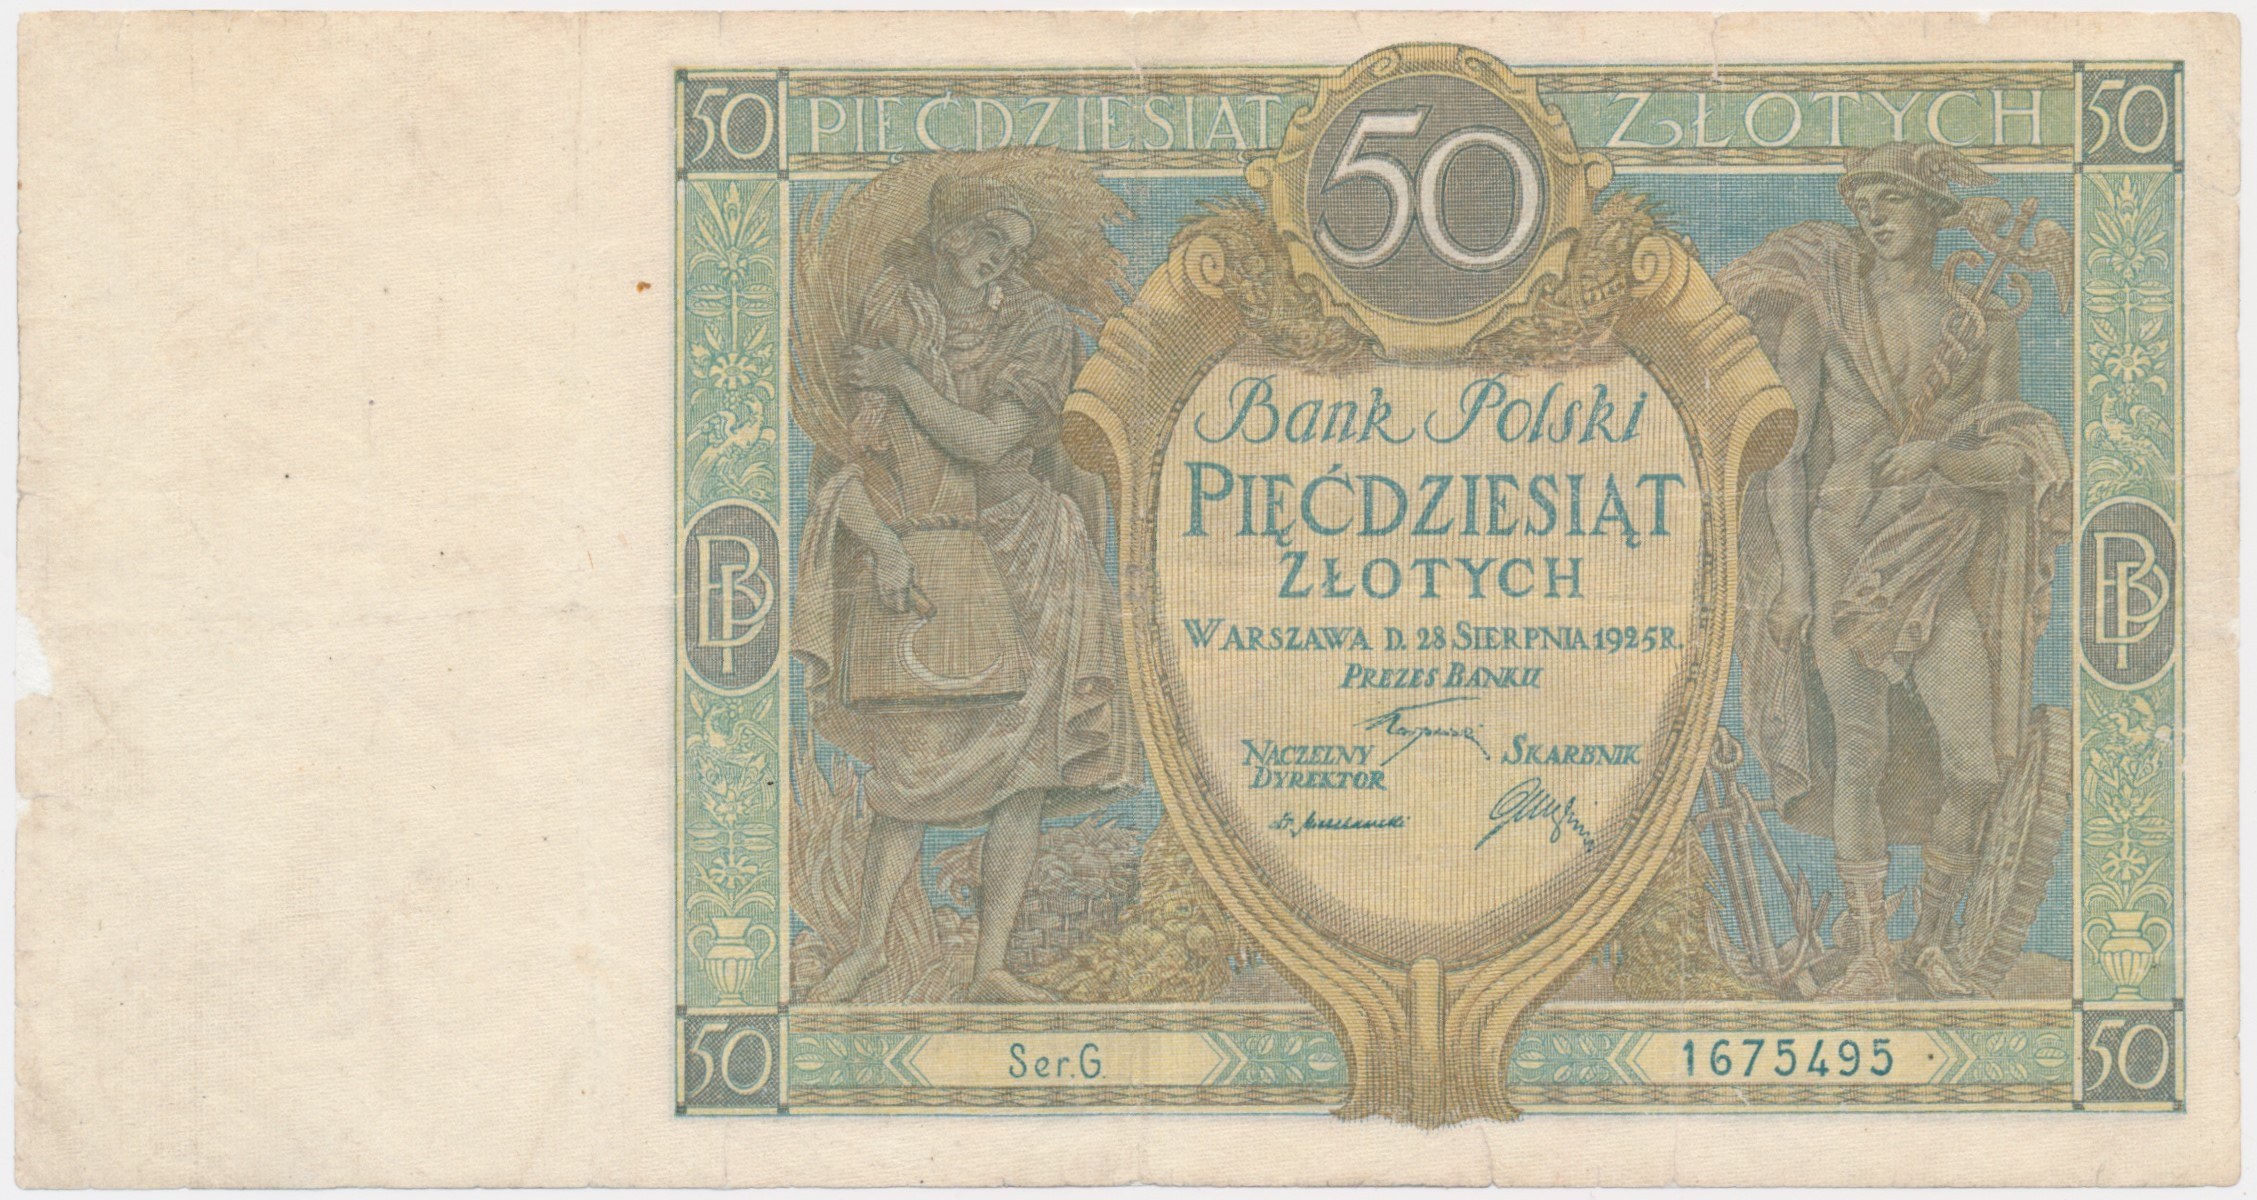 50 PIĘĆDZIESIĄT 50 ZŁOTYCH 50
Bank Polski
PIĘĆDZIESIĄT
ZŁOTYCH
WARSZAWA D. 28 SIERPNIA 1925 R.
PREZES BANKU
NACZELNY
DYREKTOR
SKARBNIK
BP BP
50 Ser. G. 1675495 50